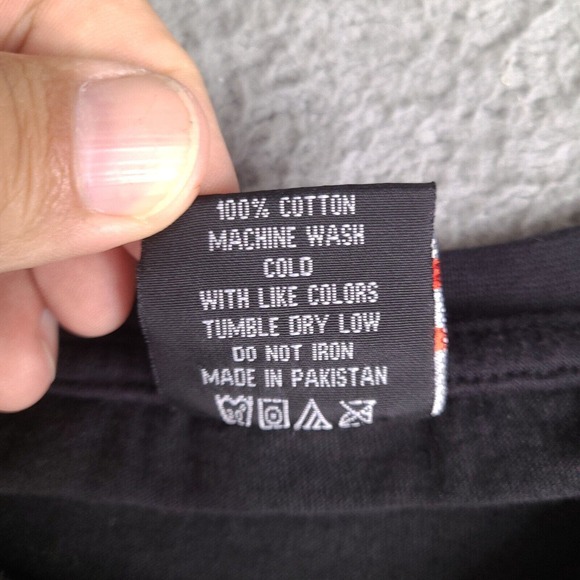 100% COTTON
MACHINE WASH
COLD
WITH LIKE COLORS
TUMBLE DRY LOW
DO NOT IRON
MADE IN PAKISTAN